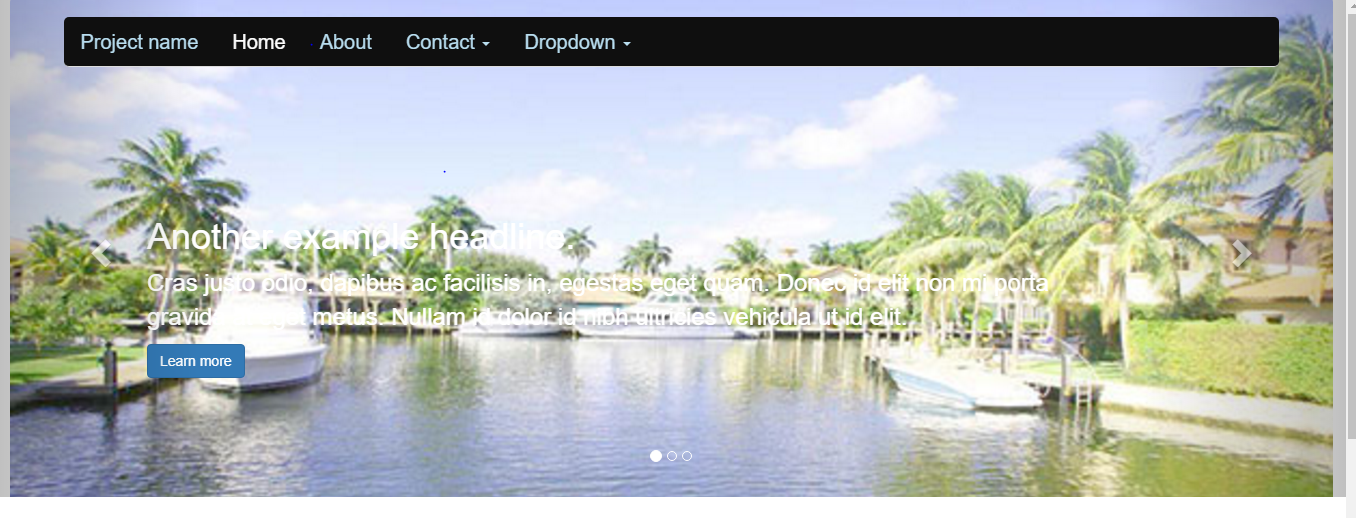 Project name Home About Contact Dropdown
Another example headline.
Cras justo odio, dapibus ac facilisis in, egestas eget quam. Donec id elit non mi porta
gravida at eget metus. Nullam id dolor id nibh ultricies vehicula ut id elit.
Learn more